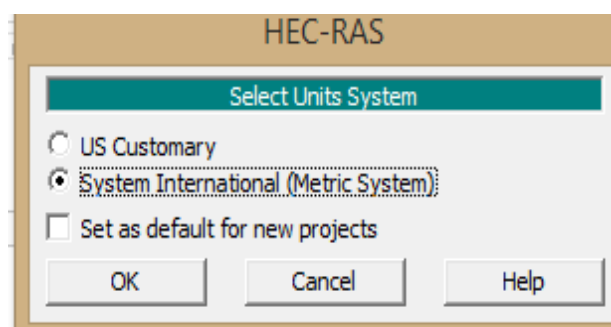 HEC-RAS
Select Units System
US Customary
System International (Metric System)
Set as default for new projects
OK Cancel Help